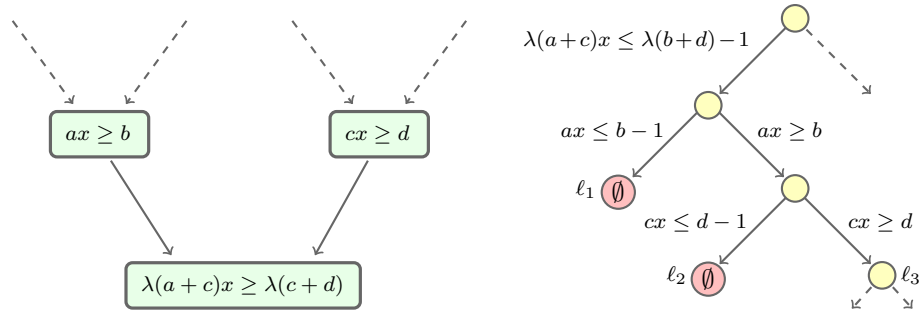 ax ≥ b
cx ≥ d
λ(a + c)x ≥ λ(c + d)
λ(a+c)x ≤ λ(b+d)−1
ax ≤ b − 1
ax ≥ b
ℓ₁
∅
cx ≤ d − 1
cx ≥ d
ℓ₂
∅
ℓ₃